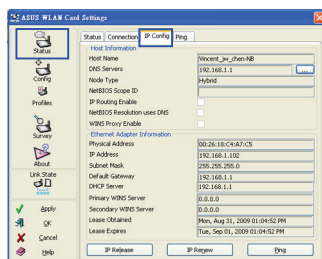 ASUS WLAN Card Settings
Status Connection IP Config Ping
Host Information
Host Name Vincent_jw_chen-NB
DNS Servers 192.168.1.1 ...
Node Type Hybrid
NetBIOS Scope ID
IP Routing Enable
NetBIOS Resolution uses DNS
WINS Proxy Enable
Ethernet Adapter Information
Physical Address 00:26:18:C4:A7:C5
IP Address 192.168.1.102
Subnet Mask 255.255.255.0
Default Gateway 192.168.1.1
DHCP Server 192.168.1.1
Primary WINS Server 0.0.0.0
Secondary WINS Server 0.0.0.0
Lease Obtained Mon, Aug 31, 2009 01:04:52 PM
Lease Expires Tue, Sep 01, 2009 01:04:52 PM
IP Release IP Renew Ping
Status
Config
Profiles
Survey
About
Link State
Apply
OK
Cancel
Help